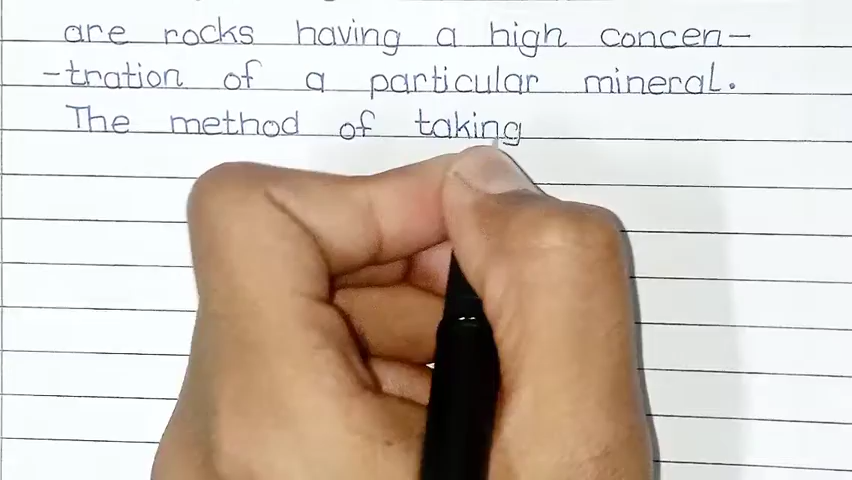 are rocks having a high concen-
-tration of a particular mineral.
The method of taking